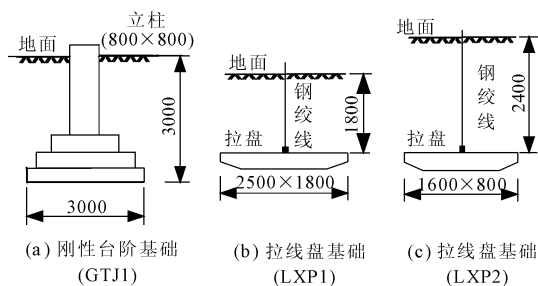 地面
立柱
(800×800)
3000
3000
(a) 刚性台阶基础
(GTJ1)
地面
钢绞线
1800
拉盘
2500×1800
(b) 拉线盘基础
(LXP1)
地面
钢绞线
2400
拉盘
1600×800
(c) 拉线盘基础
(LXP2)